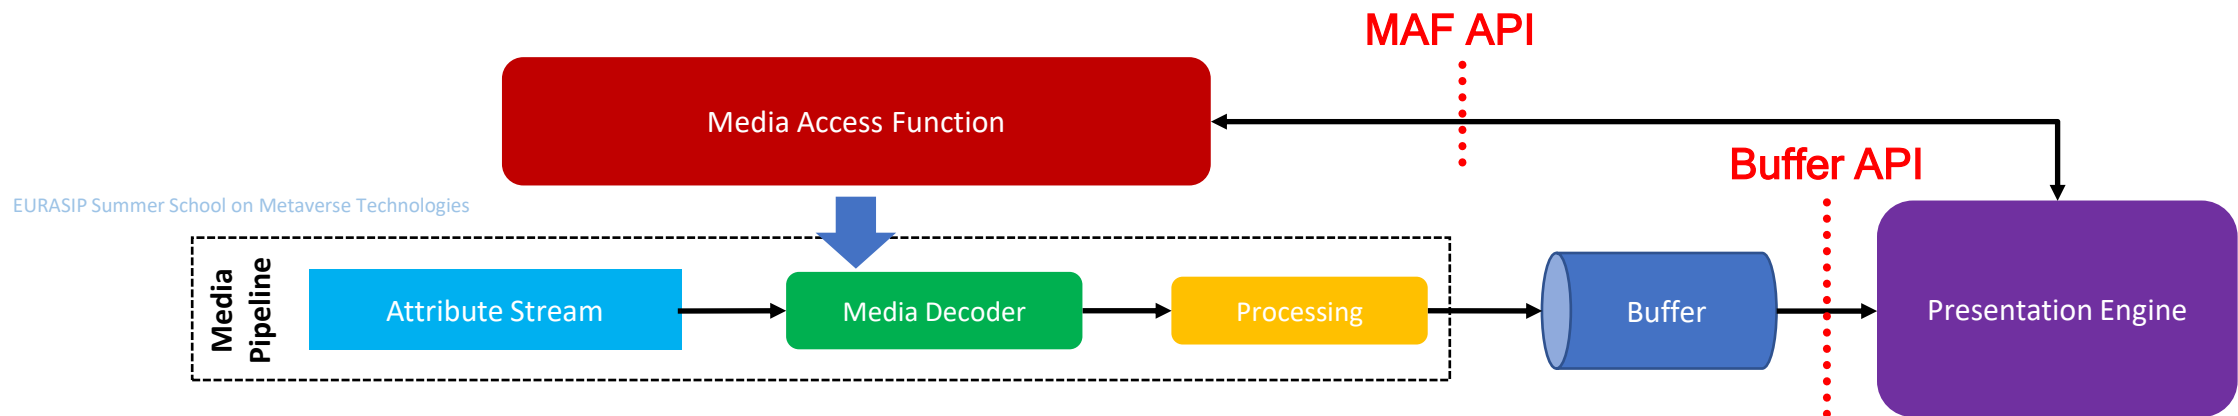 MAF API
Media Access Function
Buffer API
EURASIP Summer School on Metaverse Technologies
Media
Pipeline
Attribute Stream
Media Decoder
Processing
Buffer
Presentation Engine